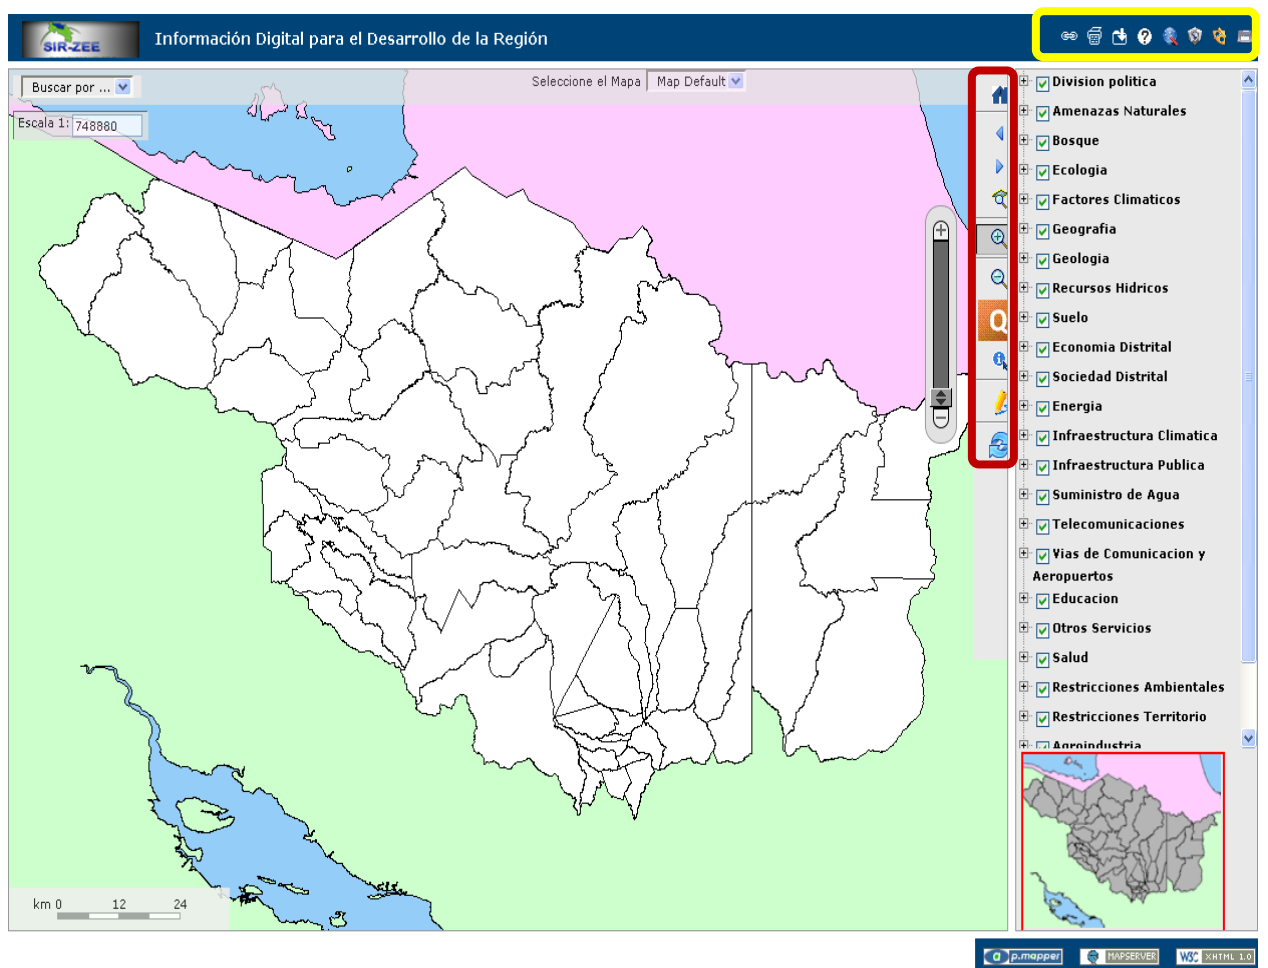 SIR-ZEE
Información Digital para el Desarrollo de la Región
Buscar por ...
Seleccione el Mapa Map Default
Escala 1: 748880
Q
Division politica
Amenazas Naturales
Bosque
Ecologia
Factores Climaticos
Geografia
Geologia
Recursos Hidricos
Suelo
Economia Distrital
Sociedad Distrital
Energia
Infraestructura Climatica
Infraestructura Publica
Suministro de Agua
Telecomunicaciones
Vias de Comunicacion y
Aeropuertos
Educacion
Otros Servicios
Salud
Restricciones Ambientales
Restricciones Territorio
Agroindustria
km 0 12 24
p.mapper MAPSERVER W3C XHTML 1.0